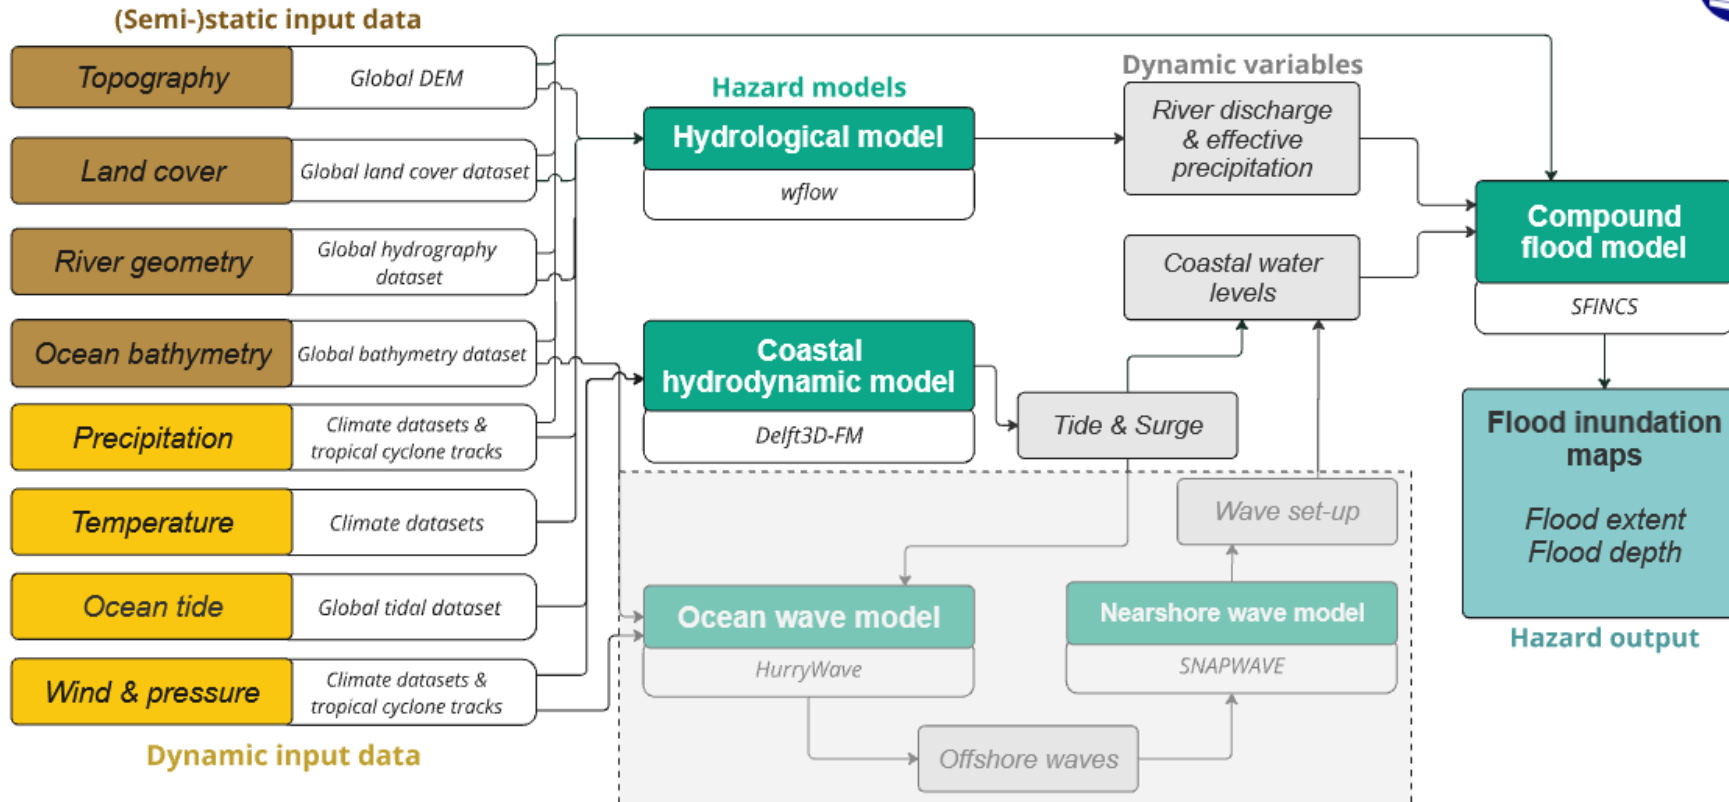 (Semi-)static input data
Topography
Global DEM
Land cover
Global land cover dataset
River geometry
Global hydrography
dataset
Ocean bathymetry
Global bathymetry dataset
Precipitation
Climate datasets &
tropical cyclone tracks
Temperature
Climate datasets
Ocean tide
Global tidal dataset
Wind & pressure
Climate datasets &
tropical cyclone tracks
Dynamic input data
Hazard models
Hydrological model
wflow
Coastal
hydrodynamic model
Delft3D-FM
Ocean wave model
HurryWave
Nearshore wave model
SNAPWAVE
Offshore waves
Wave set-up
Tide & Surge
Dynamic variables
River discharge
& effective
precipitation
Coastal water
levels
Compound
flood model
SFINCS
Flood inundation
maps
Flood extent
Flood depth
Hazard output